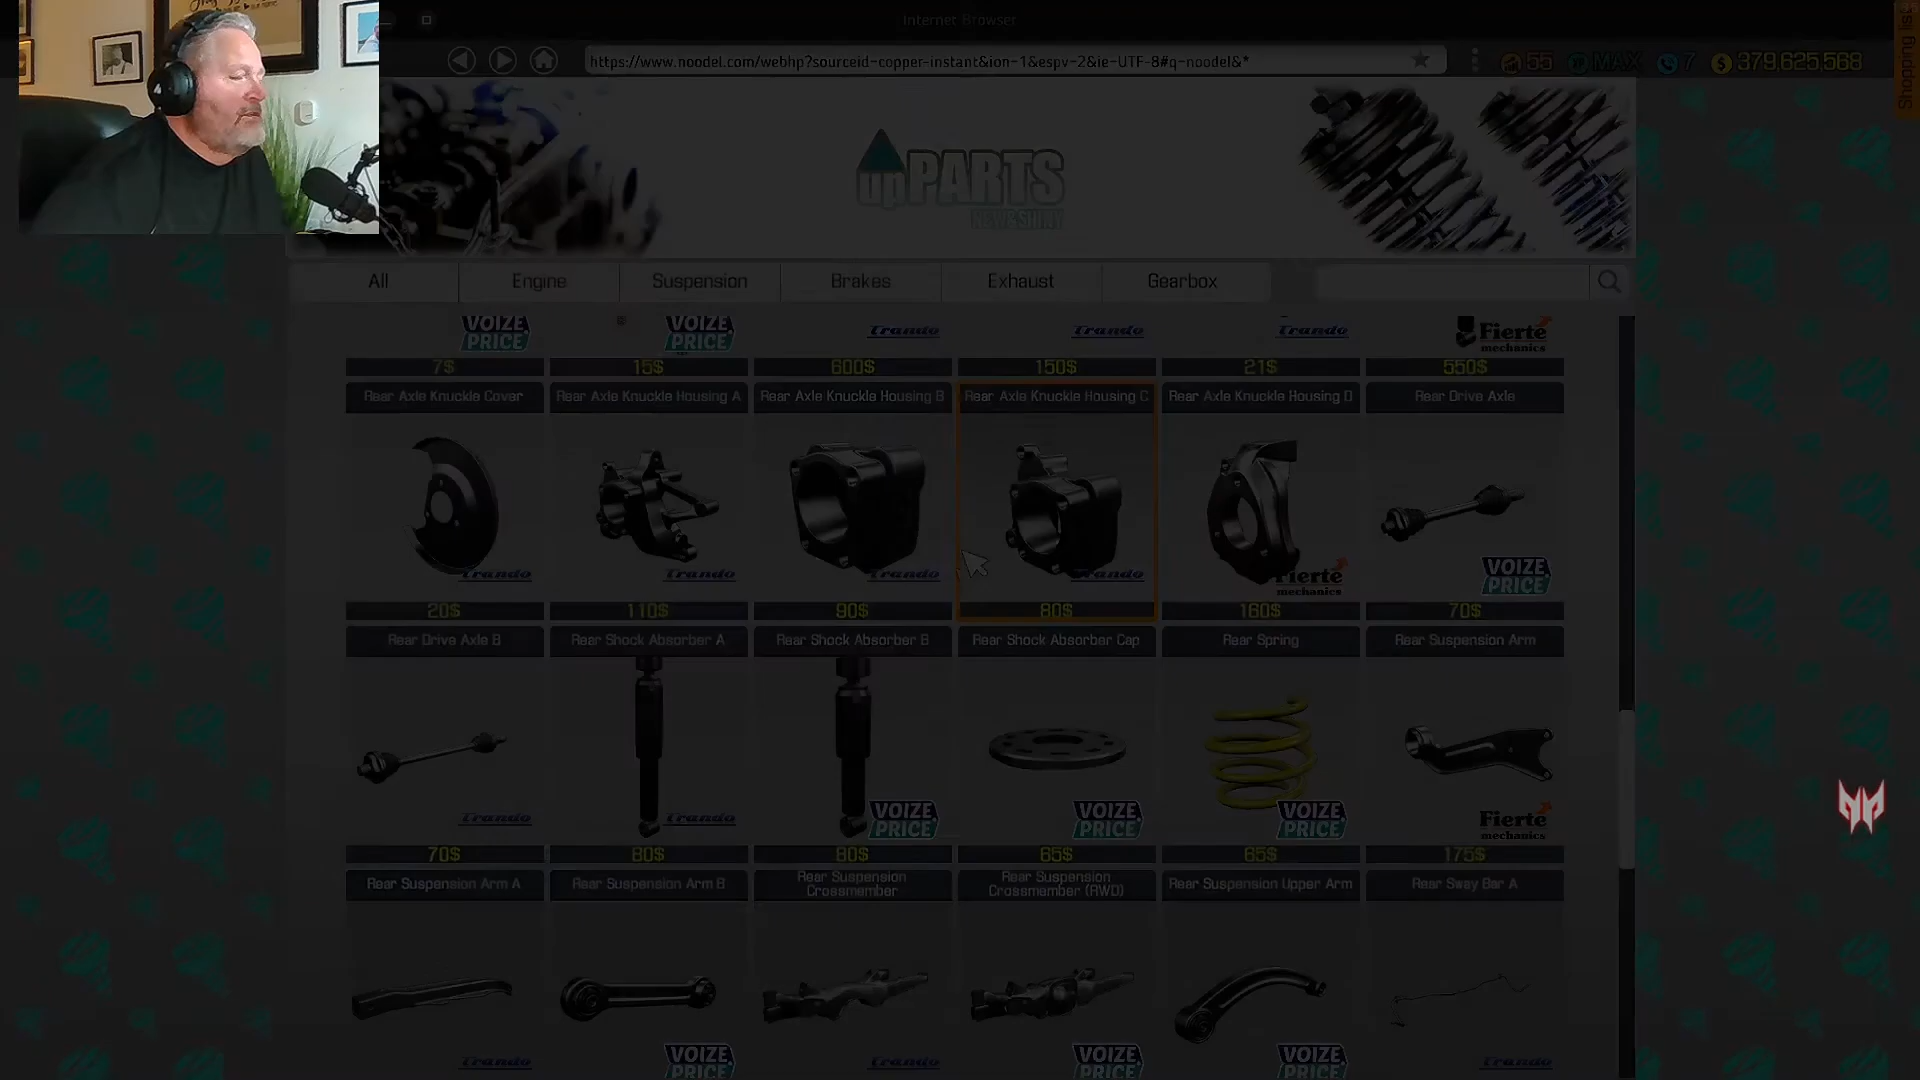 Internet Browser
https://www.noodel.com/webhp?sourceid-copper-instant&ion-1&espv-2&ie-UTF-8#q-noodel&*
55 MAX 7 $ 379,625,568
Shopping list
upPARTS
NEW&SHINY
All Engine Suspension Brakes Exhaust Gearbox
VOIZE PRICE VOIZE PRICE Trando Trando Trando Fierte mechanics
7$ 15$ 600$ 150$ 21$ 550$
Rear Axle Knuckle Cover Rear Axle Knuckle Housing A Rear Axle Knuckle Housing B Rear Axle Knuckle Housing C Rear Axle Knuckle Housing D Rear Drive Axle
Trando Trando Trando Trando Fierte mechanics VOIZE PRICE
20$ 110$ 90$ 80$ 160$ 70$
Rear Drive Axle B Rear Shock Absorber A Rear Shock Absorber B Rear Shock Absorber Cap Rear Spring Rear Suspension Arm
Trando Trando VOIZE PRICE VOIZE PRICE VOIZE PRICE Fierte mechanics
70$ 80$ 80$ 65$ 65$ 175$
Rear Suspension Arm A Rear Suspension Arm B Rear Suspension Crossmember Rear Suspension Crossmember (RWD) Rear Suspension Upper Arm Rear Sway Bar A
Trando VOIZE PRICE Trando VOIZE PRICE VOIZE PRICE Trando